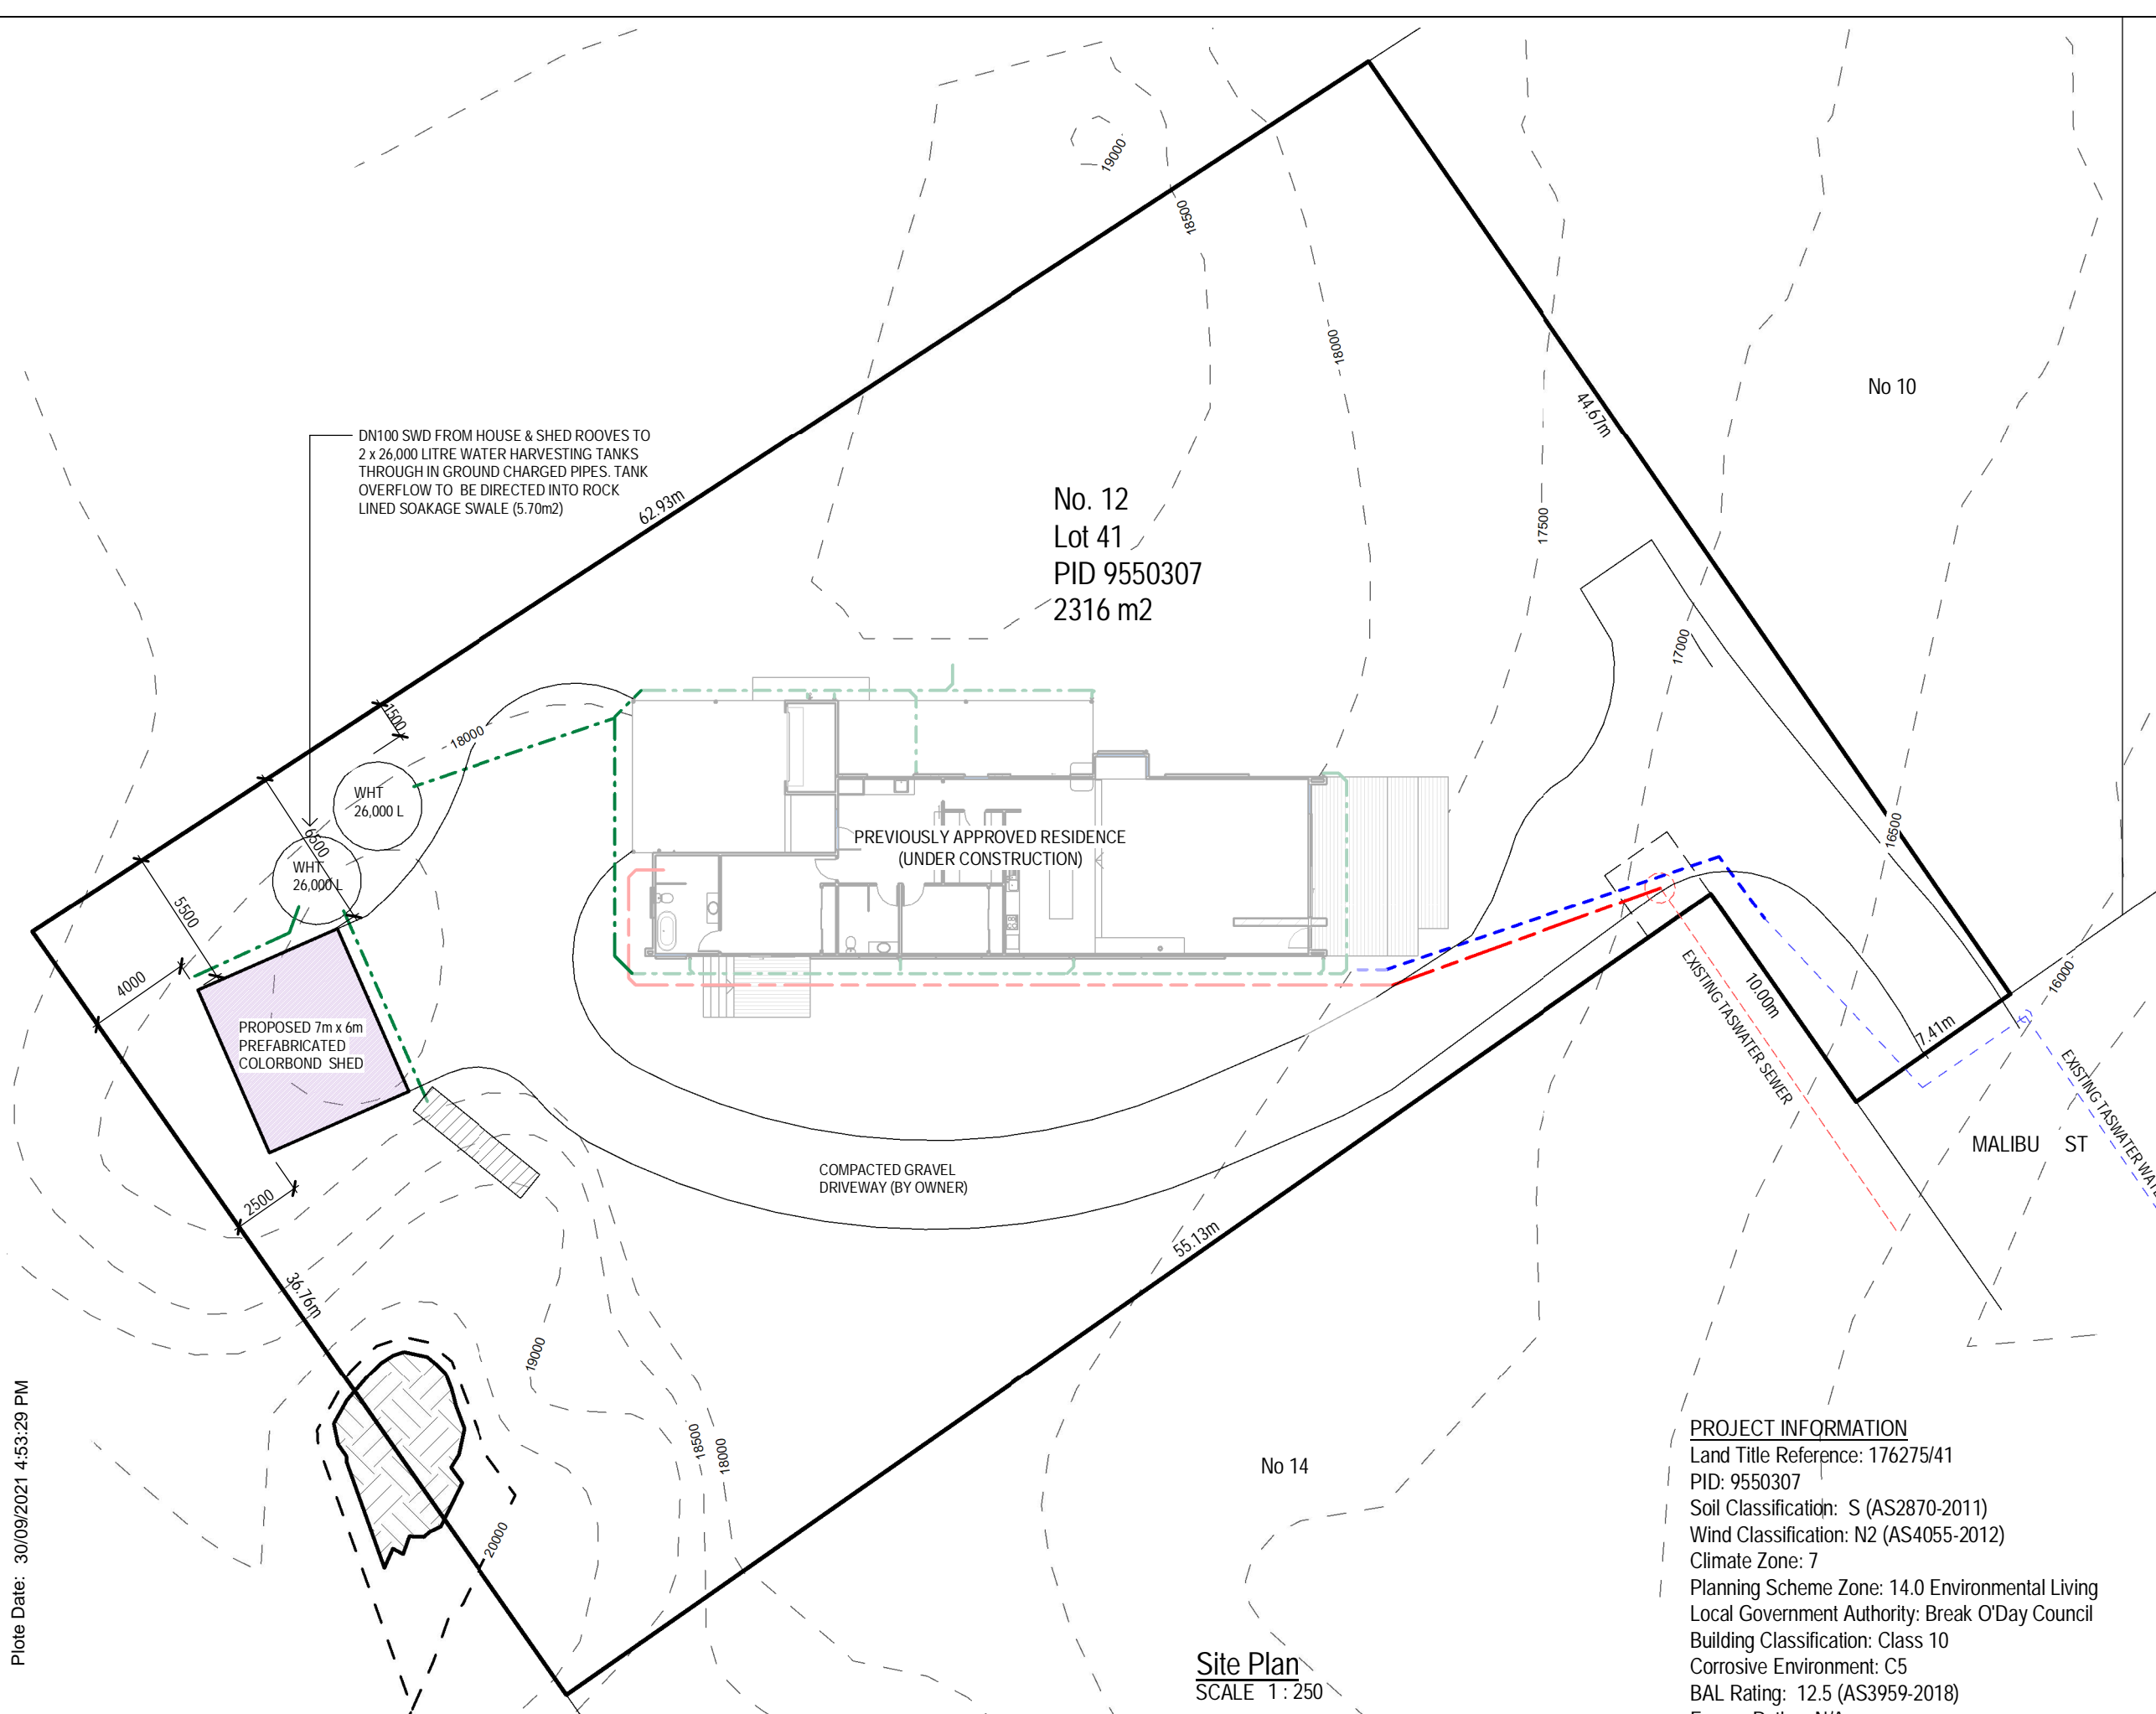 19000
18500
18000
17500
44.67m
No 10
DN100 SWD FROM HOUSE & SHED ROOVES TO
2 x 26,000 LITRE WATER HARVESTING TANKS
THROUGH IN GROUND CHARGED PIPES. TANK
OVERFLOW TO BE DIRECTED INTO ROCK
LINED SOAKAGE SWALE (5.70m2)
62.93m
No. 12
Lot 41
PID 9550307
2316 m2
17000
16500
16000
1500
18000
WHT
26,000 L
6500
WHT
26,000 L
5500
4000
PROPOSED 7m x 6m
PREFABRICATED
COLORBOND SHED
2500
36.76m
PREVIOUSLY APPROVED RESIDENCE
(UNDER CONSTRUCTION)
COMPACTED GRAVEL
DRIVEWAY (BY OWNER)
55.13m
10.00m
7.41m
EXISTING TASWATER SEWER
EXISTING TASWATER WATE
MALIBU ST
19000
18500
18000
20000
No 14
Plote Date: 30/09/2021 4:53:29 PM
Site Plan
SCALE 1 : 250
PROJECT INFORMATION
Land Title Reference: 176275/41
PID: 9550307
Soil Classification: S (AS2870-2011)
Wind Classification: N2 (AS4055-2012)
Climate Zone: 7
Planning Scheme Zone: 14.0 Environmental Living
Local Government Authority: Break O'Day Council
Building Classification: Class 10
Corrosive Environment: C5
BAL Rating: 12.5 (AS3959-2018)